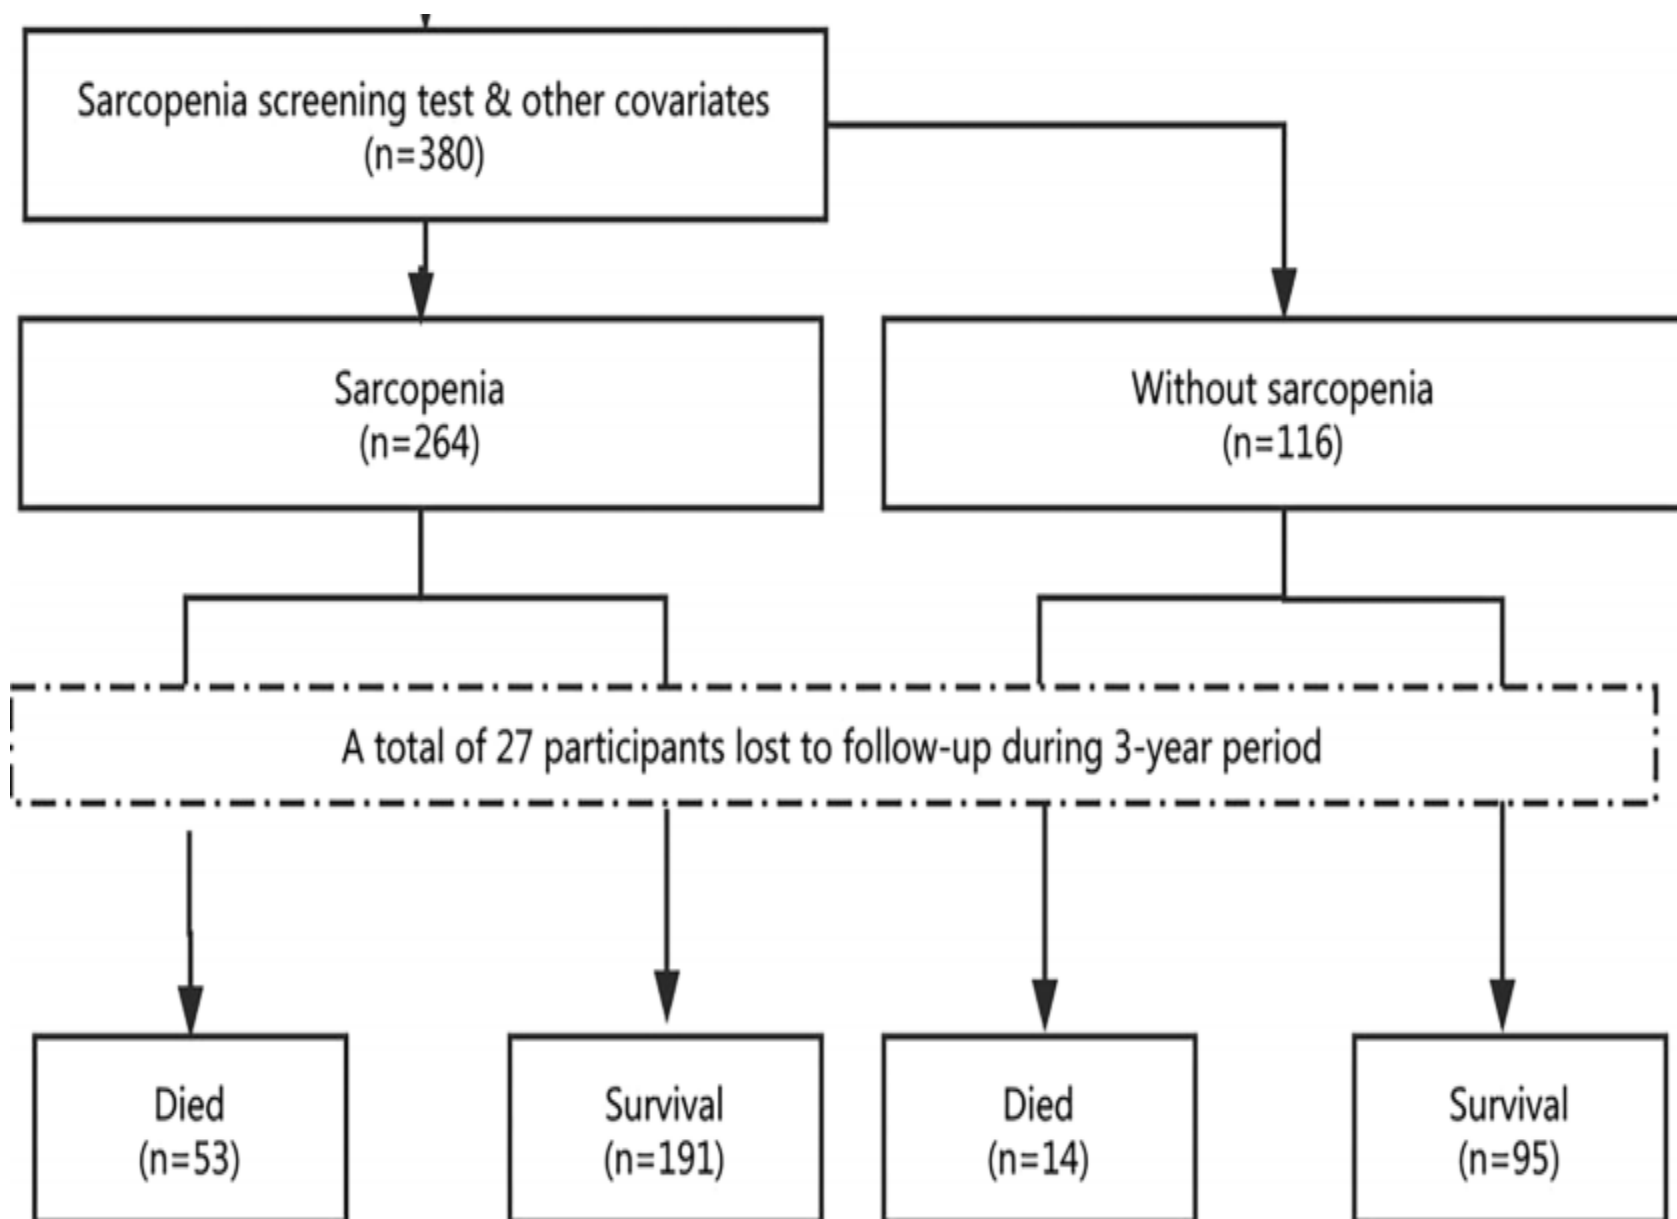 Sarcopenia screening test & other covariates
(n=380)
Sarcopenia
(n=264)
Without sarcopenia
(n=116)
A total of 27 participants lost to follow-up during 3-year period
Died
(n=53)
Survival
(n=191)
Died
(n=14)
Survival
(n=95)